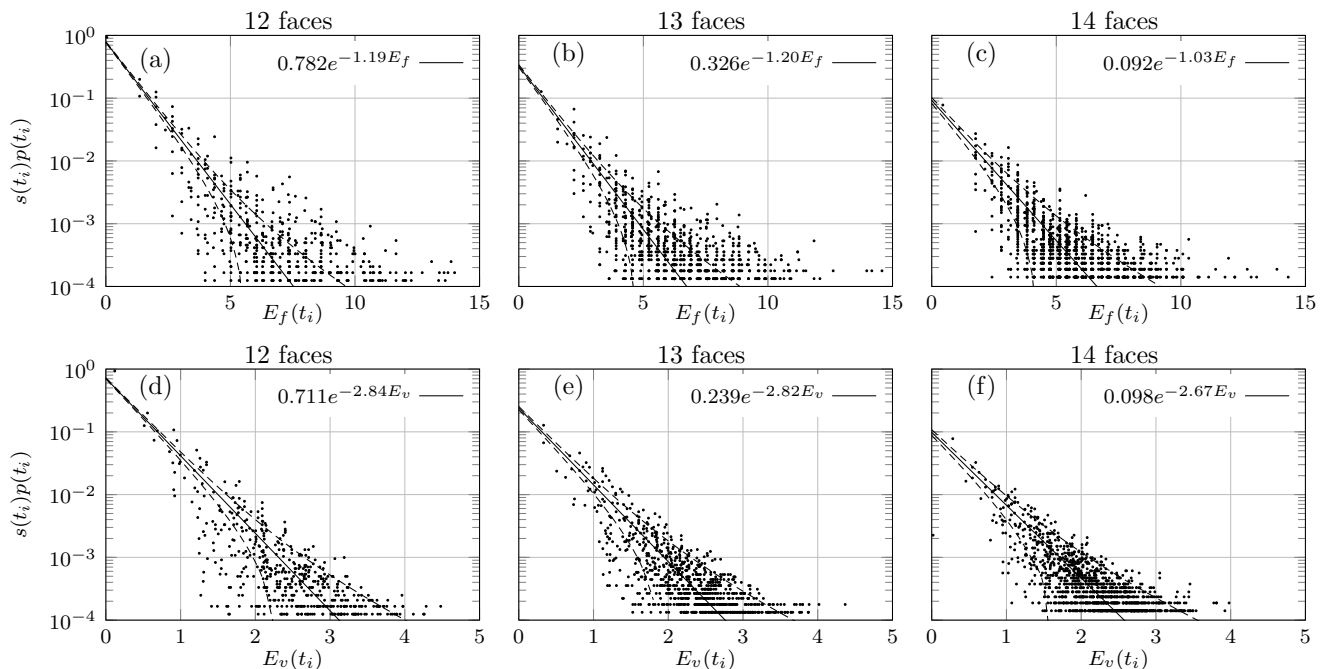 12 faces
13 faces
14 faces
(a)
0.782e^{-1.19E_f}
(b)
0.326e^{-1.20E_f}
(c)
0.092e^{-1.03E_f}
s(t_i)p(t_i)
10^0
10^{-1}
10^{-2}
10^{-3}
10^{-4}
0 5 10 15
0 5 10 15
0 5 10 15
E_f(t_i)
E_f(t_i)
E_f(t_i)
12 faces
13 faces
14 faces
(d)
0.711e^{-2.84E_v}
(e)
0.239e^{-2.82E_v}
(f)
0.098e^{-2.67E_v}
s(t_i)p(t_i)
10^0
10^{-1}
10^{-2}
10^{-3}
10^{-4}
0 1 2 3 4 5
0 1 2 3 4 5
0 1 2 3 4 5
E_v(t_i)
E_v(t_i)
E_v(t_i)